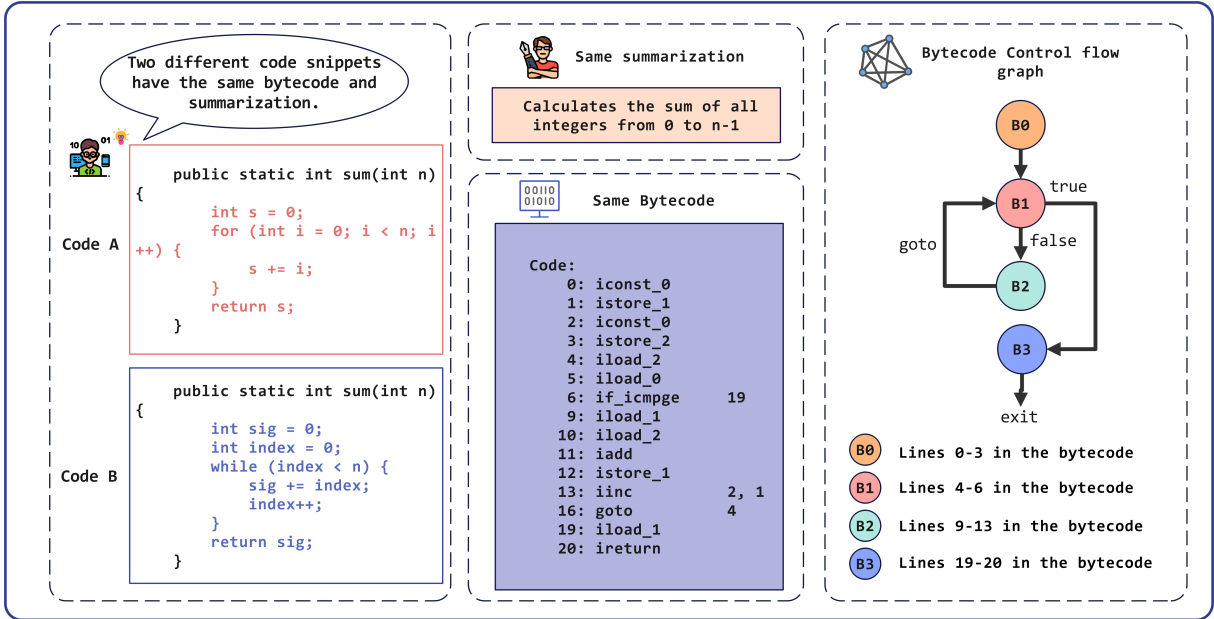 Two different code snippets
have the same bytecode and
summarization.
10 01
Code A
public static int sum(int n)
{
int s = 0;
for (int i = 0; i < n; i
++) {
s += i;
}
return s;
}
Code B
public static int sum(int n)
{
int sig = 0;
int index = 0;
while (index < n) {
sig += index;
index++;
}
return sig;
}
Same summarization
Calculates the sum of all
integers from 0 to n-1
00110
01010
Same Bytecode
Code:
0: iconst_0
1: istore_1
2: iconst_0
3: istore_2
4: iload_2
5: iload_0
6: if_icmpge 19
9: iload_1
10: iload_2
11: iadd
12: istore_1
13: iinc 2, 1
16: goto 4
19: iload_1
20: ireturn
Bytecode Control flow
graph
B0
B1
true
goto
false
B2
B3
exit
B0 Lines 0-3 in the bytecode
B1 Lines 4-6 in the bytecode
B2 Lines 9-13 in the bytecode
B3 Lines 19-20 in the bytecode